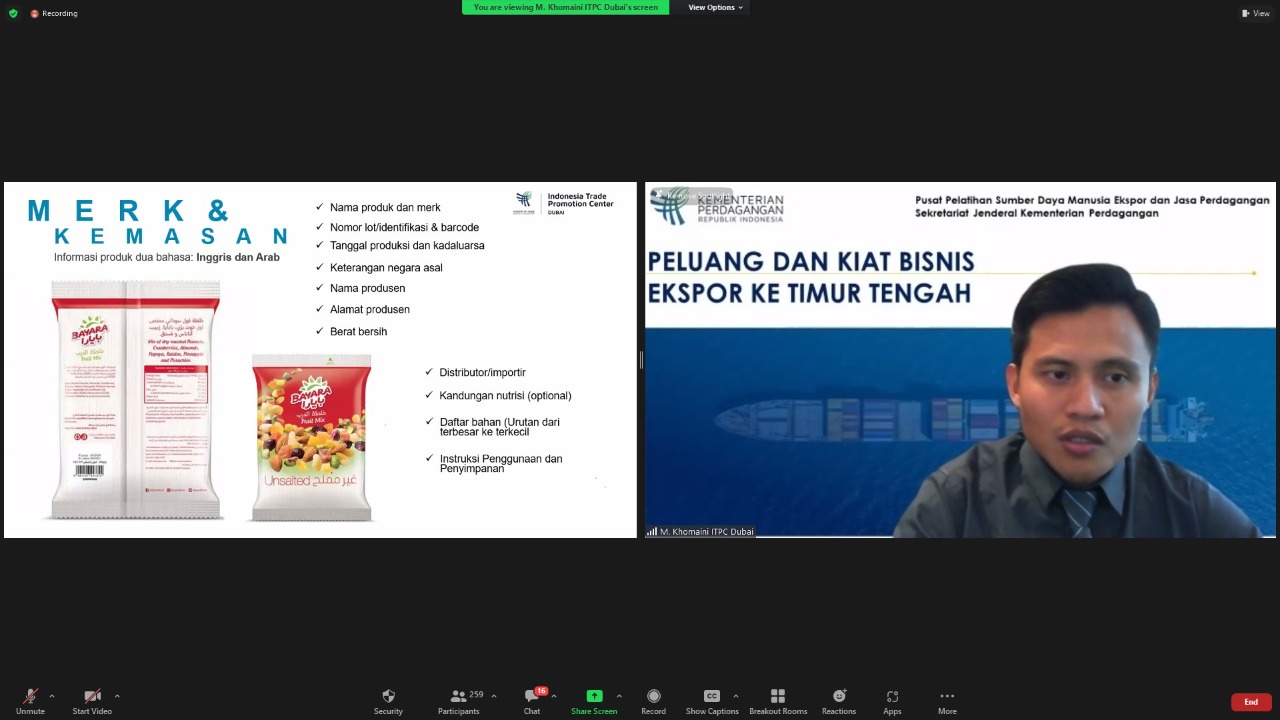 Recording
You are viewing M. Khomaini ITPC Dubai's screen
View Options
View
MERK &
KEMASAN
Informasi produk dua bahasa: Inggris dan Arab
Indonesia Trade
Promotion Center
DUBAI
✓ Nama produk dan merk
✓ Nomor lot/identifikasi & barcode
✓ Tanggal produksi dan kadaluarsa
✓ Keterangan negara asal
✓ Nama produsen
✓ Alamat produsen
✓ Berat bersih
✓ Distributor/importir
✓ Kandungan nutrisi (optional)
✓ Daftar bahan (Urutan dari
terbesar ke terkecil
✓ Instruksi Penggunaan dan
Penyimpanan
BAYARA
بيارا
Trail Mix
Mix of dry roasted Peanuts,
Cranberries, Almonds,
Papaya, Raisins, Pineapple
and Pistachios.
BAYARA
بيارا
Trail Mix
Unsalted غير مملح
KEMENTERIAN
PERDAGANGAN
REPUBLIK INDONESIA
Pusat Pelatihan Sumber Daya Manusia Ekspor dan Jasa Perdagangan
Sekretariat Jenderal Kementerian Perdagangan
PELUANG DAN KIAT BISNIS
EKSPOR KE TIMUR TENGAH
M. Khomaini ITPC Dubai
Unmute
Start Video
Security
Participants
259
Chat
16
Share Screen
Record
CC
Show Captions
Breakout Rooms
Reactions
Apps
More
End